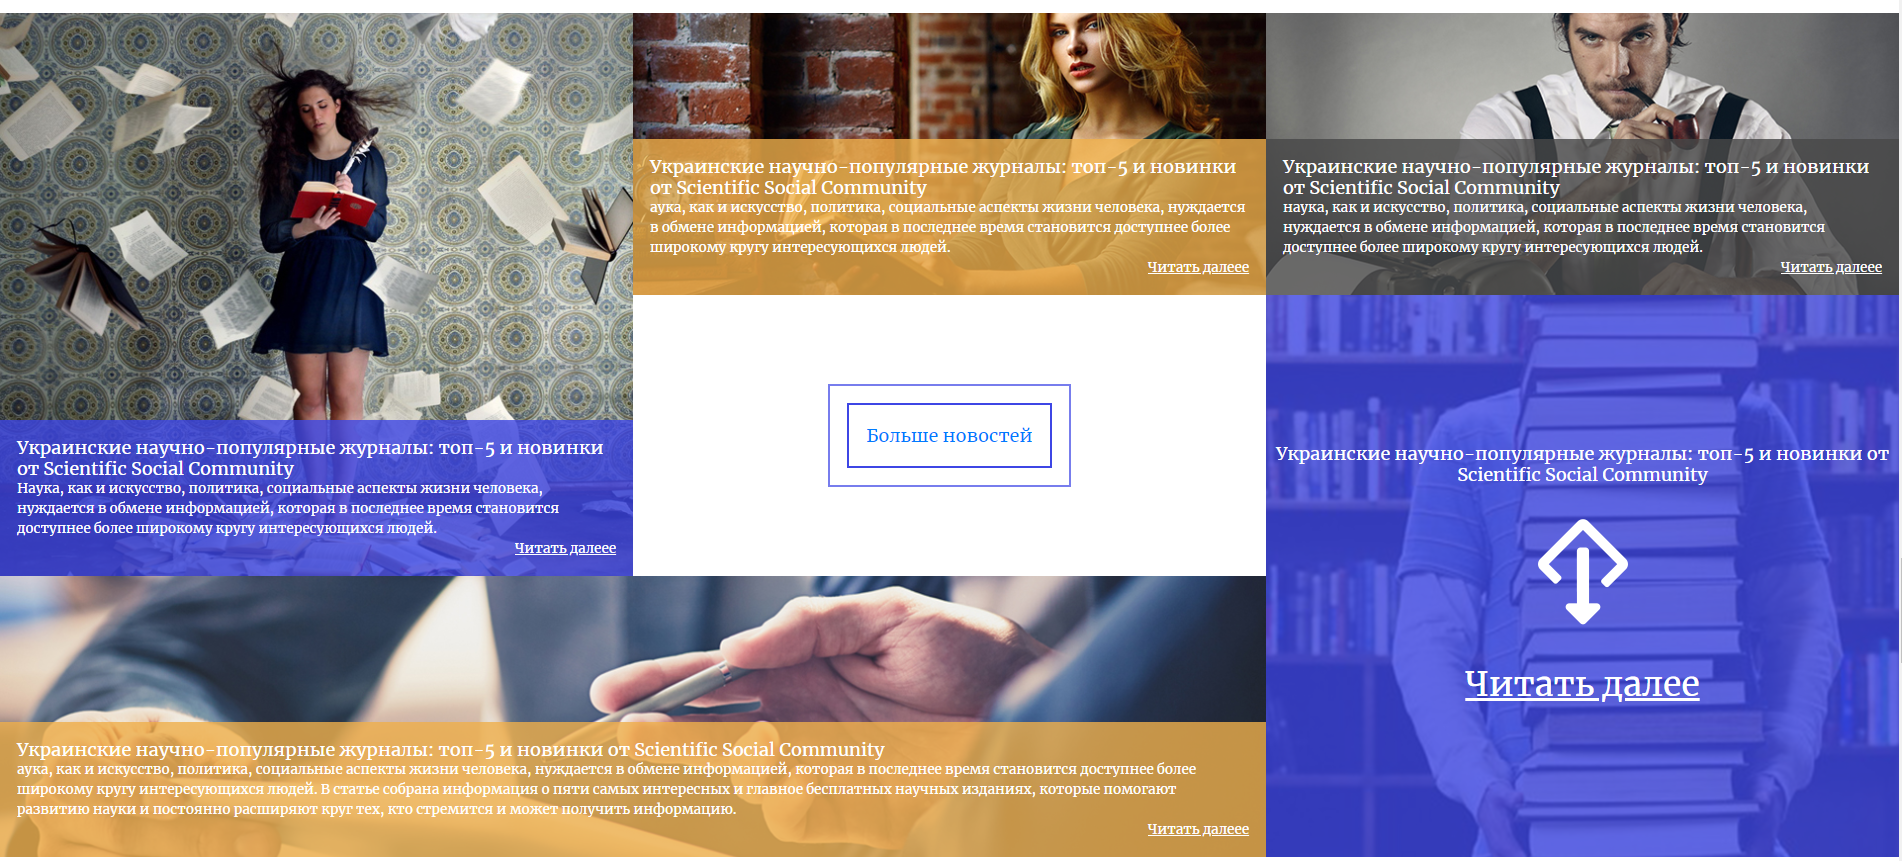 Украинские научно-популярные журналы: топ-5 и новинки
от Scientific Social Community
Наука, как и искусство, политика, социальные аспекты жизни человека,
нуждается в обмене информацией, которая в последнее время становится
доступнее более широкому кругу интересующихся людей.
Читать далеее
Украинские научно-популярные журналы: топ-5 и новинки
от Scientific Social Community
аука, как и искусство, политика, социальные аспекты жизни человека, нуждается
в обмене информацией, которая в последнее время становится доступнее более
широкому кругу интересующихся людей.
Читать далеее
Украинские научно-популярные журналы: топ-5 и новинки
от Scientific Social Community
наука, как и искусство, политика, социальные аспекты жизни человека,
нуждается в обмене информацией, которая в последнее время становится
доступнее более широкому кругу интересующихся людей.
Читать далеее
Больше новостей
Украинские научно-популярные журналы: топ-5 и новинки от
Scientific Social Community
Читать далее
Украинские научно-популярные журналы: топ-5 и новинки от Scientific Social Community
аука, как и искусство, политика, социальные аспекты жизни человека, нуждается в обмене информацией, которая в последнее время становится доступнее более
широкому кругу интересующихся людей. В статье собрана информация о пяти самых интересных и главное бесплатных научных изданиях, которые помогают
развитию науки и постоянно расширяют круг тех, кто стремится и может получить информацию.
Читать далеее